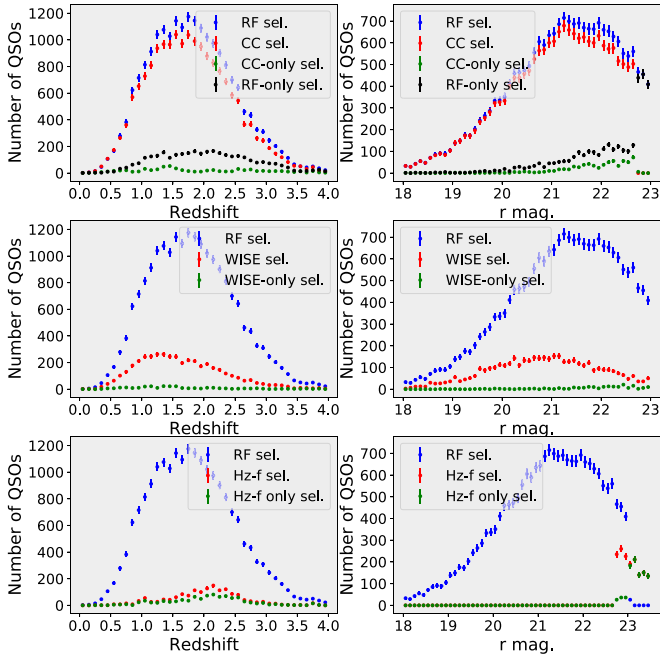 Number of QSOs
1200
1000
800
600
400
200
0
RF sel.
CC sel.
CC-only sel.
RF-only sel.
0.0 0.5 1.0 1.5 2.0 2.5 3.0 3.5 4.0
Redshift
Number of QSOs
700
600
500
400
300
200
100
0
RF sel.
CC sel.
CC-only sel.
RF-only sel.
18 19 20 21 22 23
r mag.
Number of QSOs
1200
1000
800
600
400
200
0
RF sel.
WISE sel.
WISE-only sel.
0.0 0.5 1.0 1.5 2.0 2.5 3.0 3.5 4.0
Redshift
Number of QSOs
700
600
500
400
300
200
100
0
RF sel.
WISE sel.
WISE-only sel.
18 19 20 21 22 23
r mag.
Number of QSOs
1200
1000
800
600
400
200
0
RF sel.
Hz-f sel.
Hz-f only sel.
0.0 0.5 1.0 1.5 2.0 2.5 3.0 3.5 4.0
Redshift
Number of QSOs
700
600
500
400
300
200
100
0
RF sel.
Hz-f sel.
Hz-f only sel.
18 19 20 21 22 23
r mag.